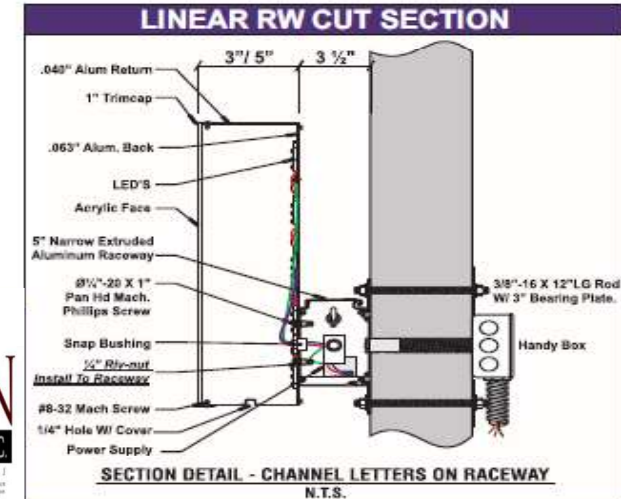 LINEAR RW CUT SECTION
3"/ 5"
3 ½"
.040" Alum Return
1" Trimcap
.063" Alum. Back
LED'S
Acrylic Face
5" Narrow Extruded
Aluminum Raceway
Ø¼"-20 X 1"
Pan Hd Mach.
Phillips Screw
Snap Bushing
¼" Riv-nut
Install To Raceway
#8-32 Mach Screw
1/4" Hole W/ Cover
Power Supply
3/8"-16 X 12"LG Rod
W/ 3" Bearing Plate.
Handy Box
N
C.
SECTION DETAIL - CHANNEL LETTERS ON RACEWAY
N.T.S.